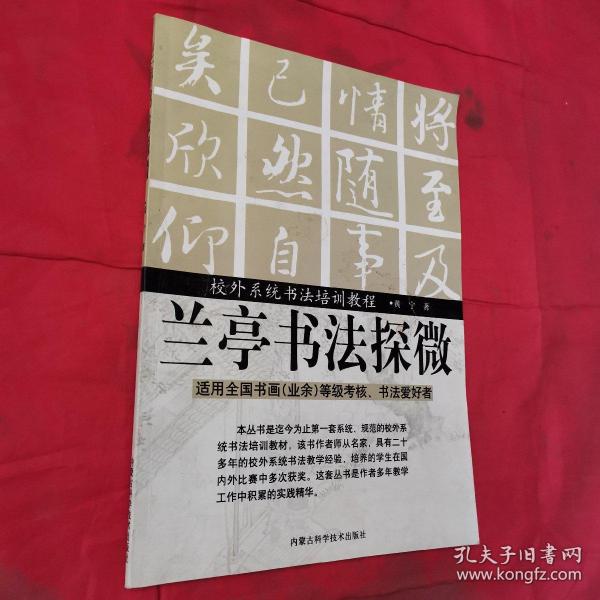 矣已情将
欣然随至
仰自事及
校外系统书法培训教程 •黄宁 著
兰亭书法探微
适用全国书画(业余)等级考核、书法爱好者
本丛书是迄今为止第一套系统、规范的校外系
统书法培训教材，该书作者师从名家，具有二十
多年的校外系统书法教学经验，培养的学生在国
内外比赛中多次获奖。这套丛书是作者多年教学
工作中积累的实践精华。
内蒙古科学技术出版社
孔夫子旧书网
www.kongfz.com